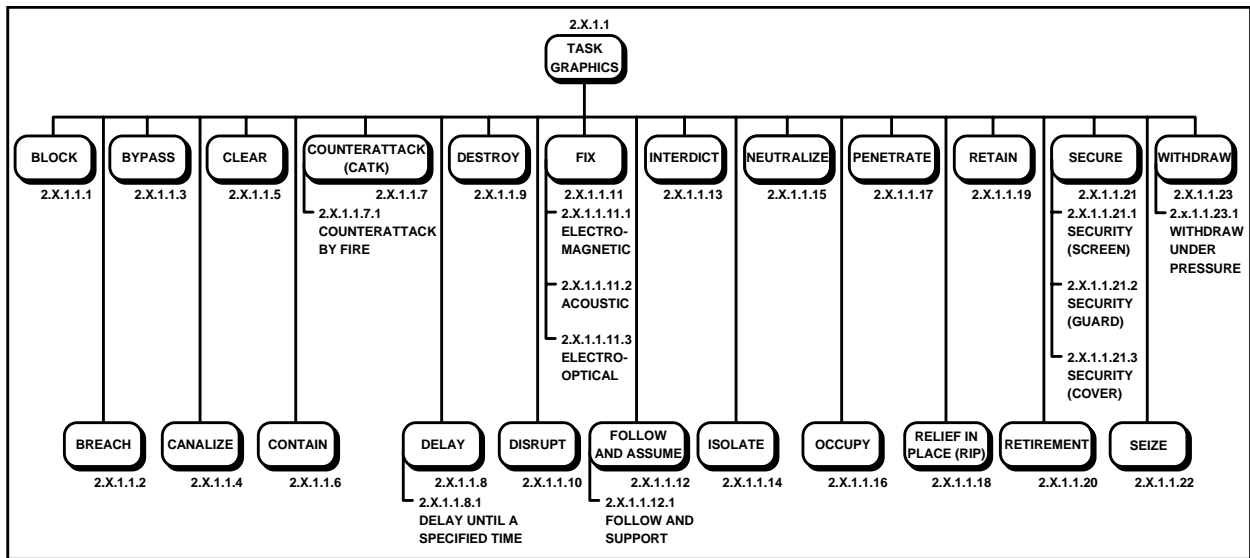 2.X.1.1
TASK
GRAPHICS
BLOCK
2.X.1.1.1
BYPASS
2.X.1.1.3
CLEAR
2.X.1.1.5
COUNTERATTACK
(CATK)
2.X.1.1.7
2.X.1.1.7.1
COUNTERATTACK
BY FIRE
DESTROY
2.X.1.1.9
FIX
2.X.1.1.11
2.X.1.1.11.1
ELECTRO-
MAGNETIC
2.X.1.1.11.2
ACOUSTIC
2.X.1.1.11.3
ELECTRO-
OPTICAL
INTERDICT
2.X.1.1.13
NEUTRALIZE
2.X.1.1.15
PENETRATE
2.X.1.1.17
RETAIN
2.X.1.1.19
SECURE
2.X.1.1.21
2.X.1.1.21.1
SECURITY
(SCREEN)
2.X.1.1.21.2
SECURITY
(GUARD)
2.X.1.1.21.3
SECURITY
(COVER)
WITHDRAW
2.X.1.1.23
2.x.1.1.23.1
WITHDRAW
UNDER
PRESSURE
BREACH
2.X.1.1.2
CANALIZE
2.X.1.1.4
CONTAIN
2.X.1.1.6
DELAY
2.X.1.1.8
2.X.1.1.8.1
DELAY UNTIL A
SPECIFIED TIME
DISRUPT
2.X.1.1.10
FOLLOW
AND ASSUME
2.X.1.1.12
2.X.1.1.12.1
FOLLOW AND
SUPPORT
ISOLATE
2.X.1.1.14
OCCUPY
2.X.1.1.16
RELIEF IN
PLACE (RIP)
2.X.1.1.18
RETIREMENT
2.X.1.1.20
SEIZE
2.X.1.1.22